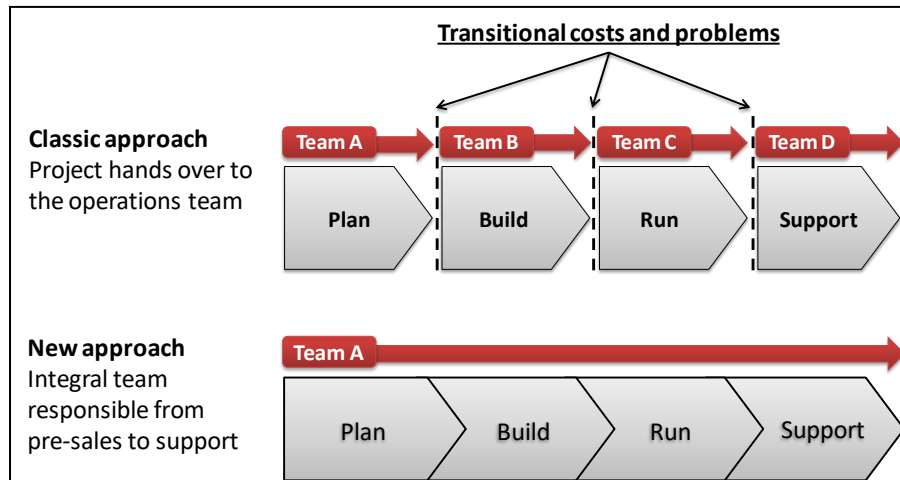 Transitional costs and problems
Classic approach
Project hands over to
the operations team
Team A
Team B
Team C
Team D
Plan
Build
Run
Support
New approach
Integral team
responsible from
pre-sales to support
Team A
Plan
Build
Run
Support